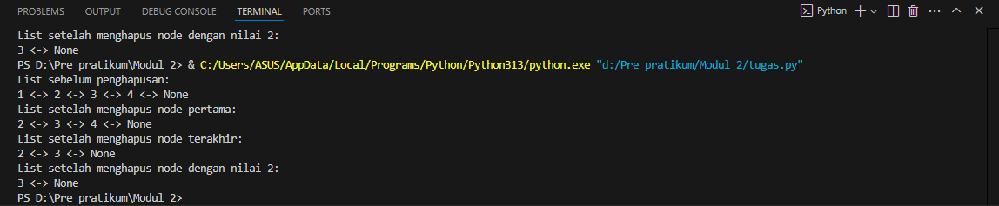 PROBLEMS OUTPUT DEBUG CONSOLE TERMINAL PORTS Python
List setelah menghapus node dengan nilai 2:
3 <-> None
PS D:\Pre pratikum\Modul 2> & C:/Users/ASUS/AppData/Local/Programs/Python/Python313/python.exe "d:/Pre pratikum/Modul 2/tugas.py"
List sebelum penghapusan:
1 <-> 2 <-> 3 <-> 4 <-> None
List setelah menghapus node pertama:
2 <-> 3 <-> 4 <-> None
List setelah menghapus node terakhir:
2 <-> 3 <-> None
List setelah menghapus node dengan nilai 2:
3 <-> None
PS D:\Pre pratikum\Modul 2>